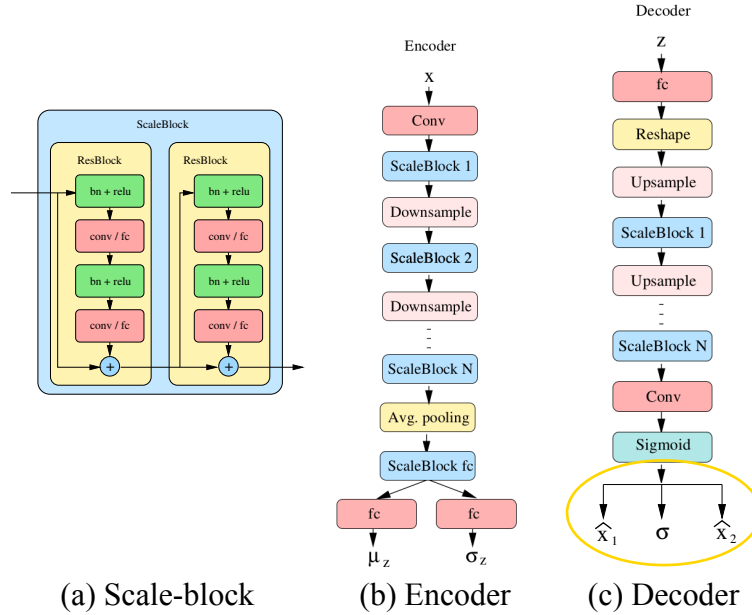 ScaleBlock
ResBlock
bn + relu
conv / fc
bn + relu
conv / fc
+
ResBlock
bn + relu
conv / fc
bn + relu
conv / fc
+
(a) Scale-block
Encoder
x
Conv
ScaleBlock 1
Downsample
ScaleBlock 2
Downsample
ScaleBlock N
Avg. pooling
ScaleBlock fc
fc
fc
μ_z
σ_z
(b) Encoder
Decoder
z
fc
Reshape
Upsample
ScaleBlock 1
Upsample
ScaleBlock N
Conv
Sigmoid
x̂₁
σ
x̂₂
(c) Decoder